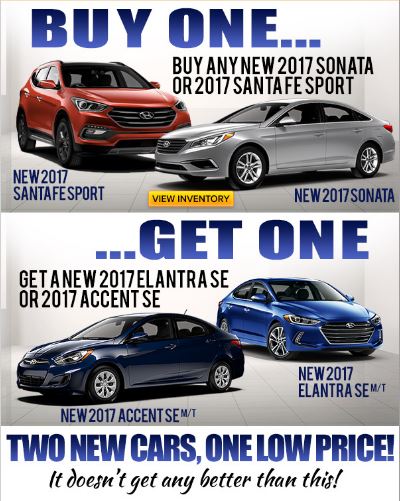 BUY ONE...
BUY ANY NEW 2017 SONATA
OR 2017 SANTA FE SPORT
NEW 2017
SANTA FE SPORT
VIEW INVENTORY
NEW 2017 SONATA
...GET ONE
GET A NEW 2017 ELANTRA SE
OR 2017 ACCENT SE
NEW 2017
ELANTRA SE M/T
NEW 2017 ACCENT SE M/T
TWO NEW CARS, ONE LOW PRICE!
It doesn't get any better than this!